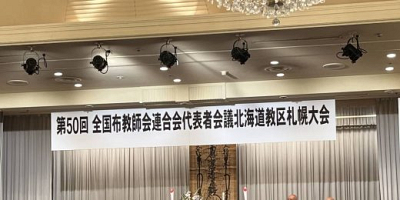 第50回 全国布教師会連合会代表者会議北海道教区札幌大会